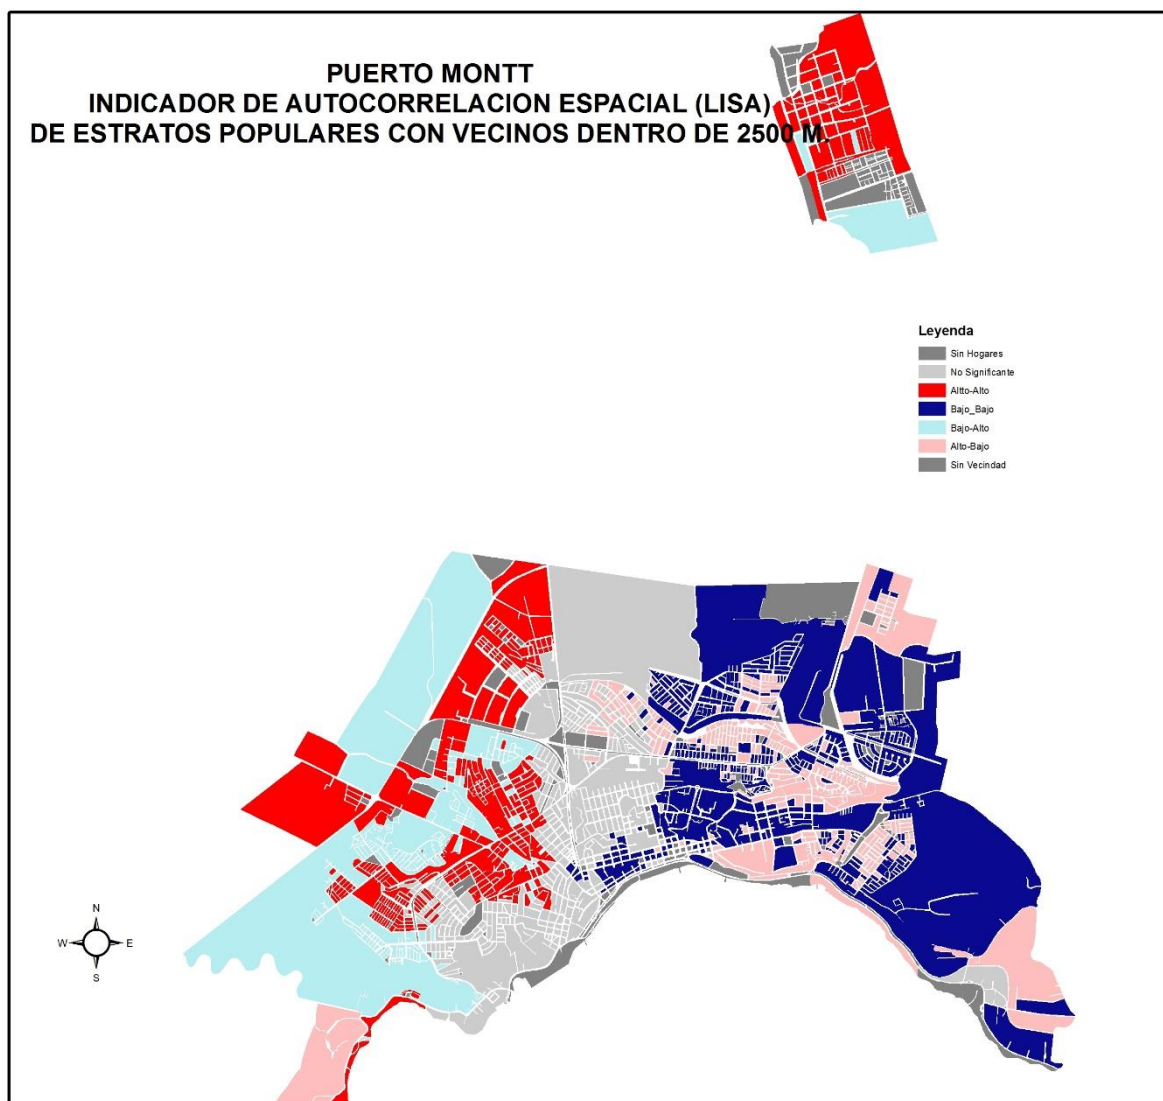 PUERTO MONTT
INDICADOR DE AUTOCORRELACION ESPACIAL (LISA)
DE ESTRATOS POPULARES CON VECINOS DENTRO DE 2500 M.
Leyenda
Sin Hogares
No Significante
Altto-Alto
Bajo_Bajo
Bajo-Alto
Alto-Bajo
Sin Vecindad
N
W E
S